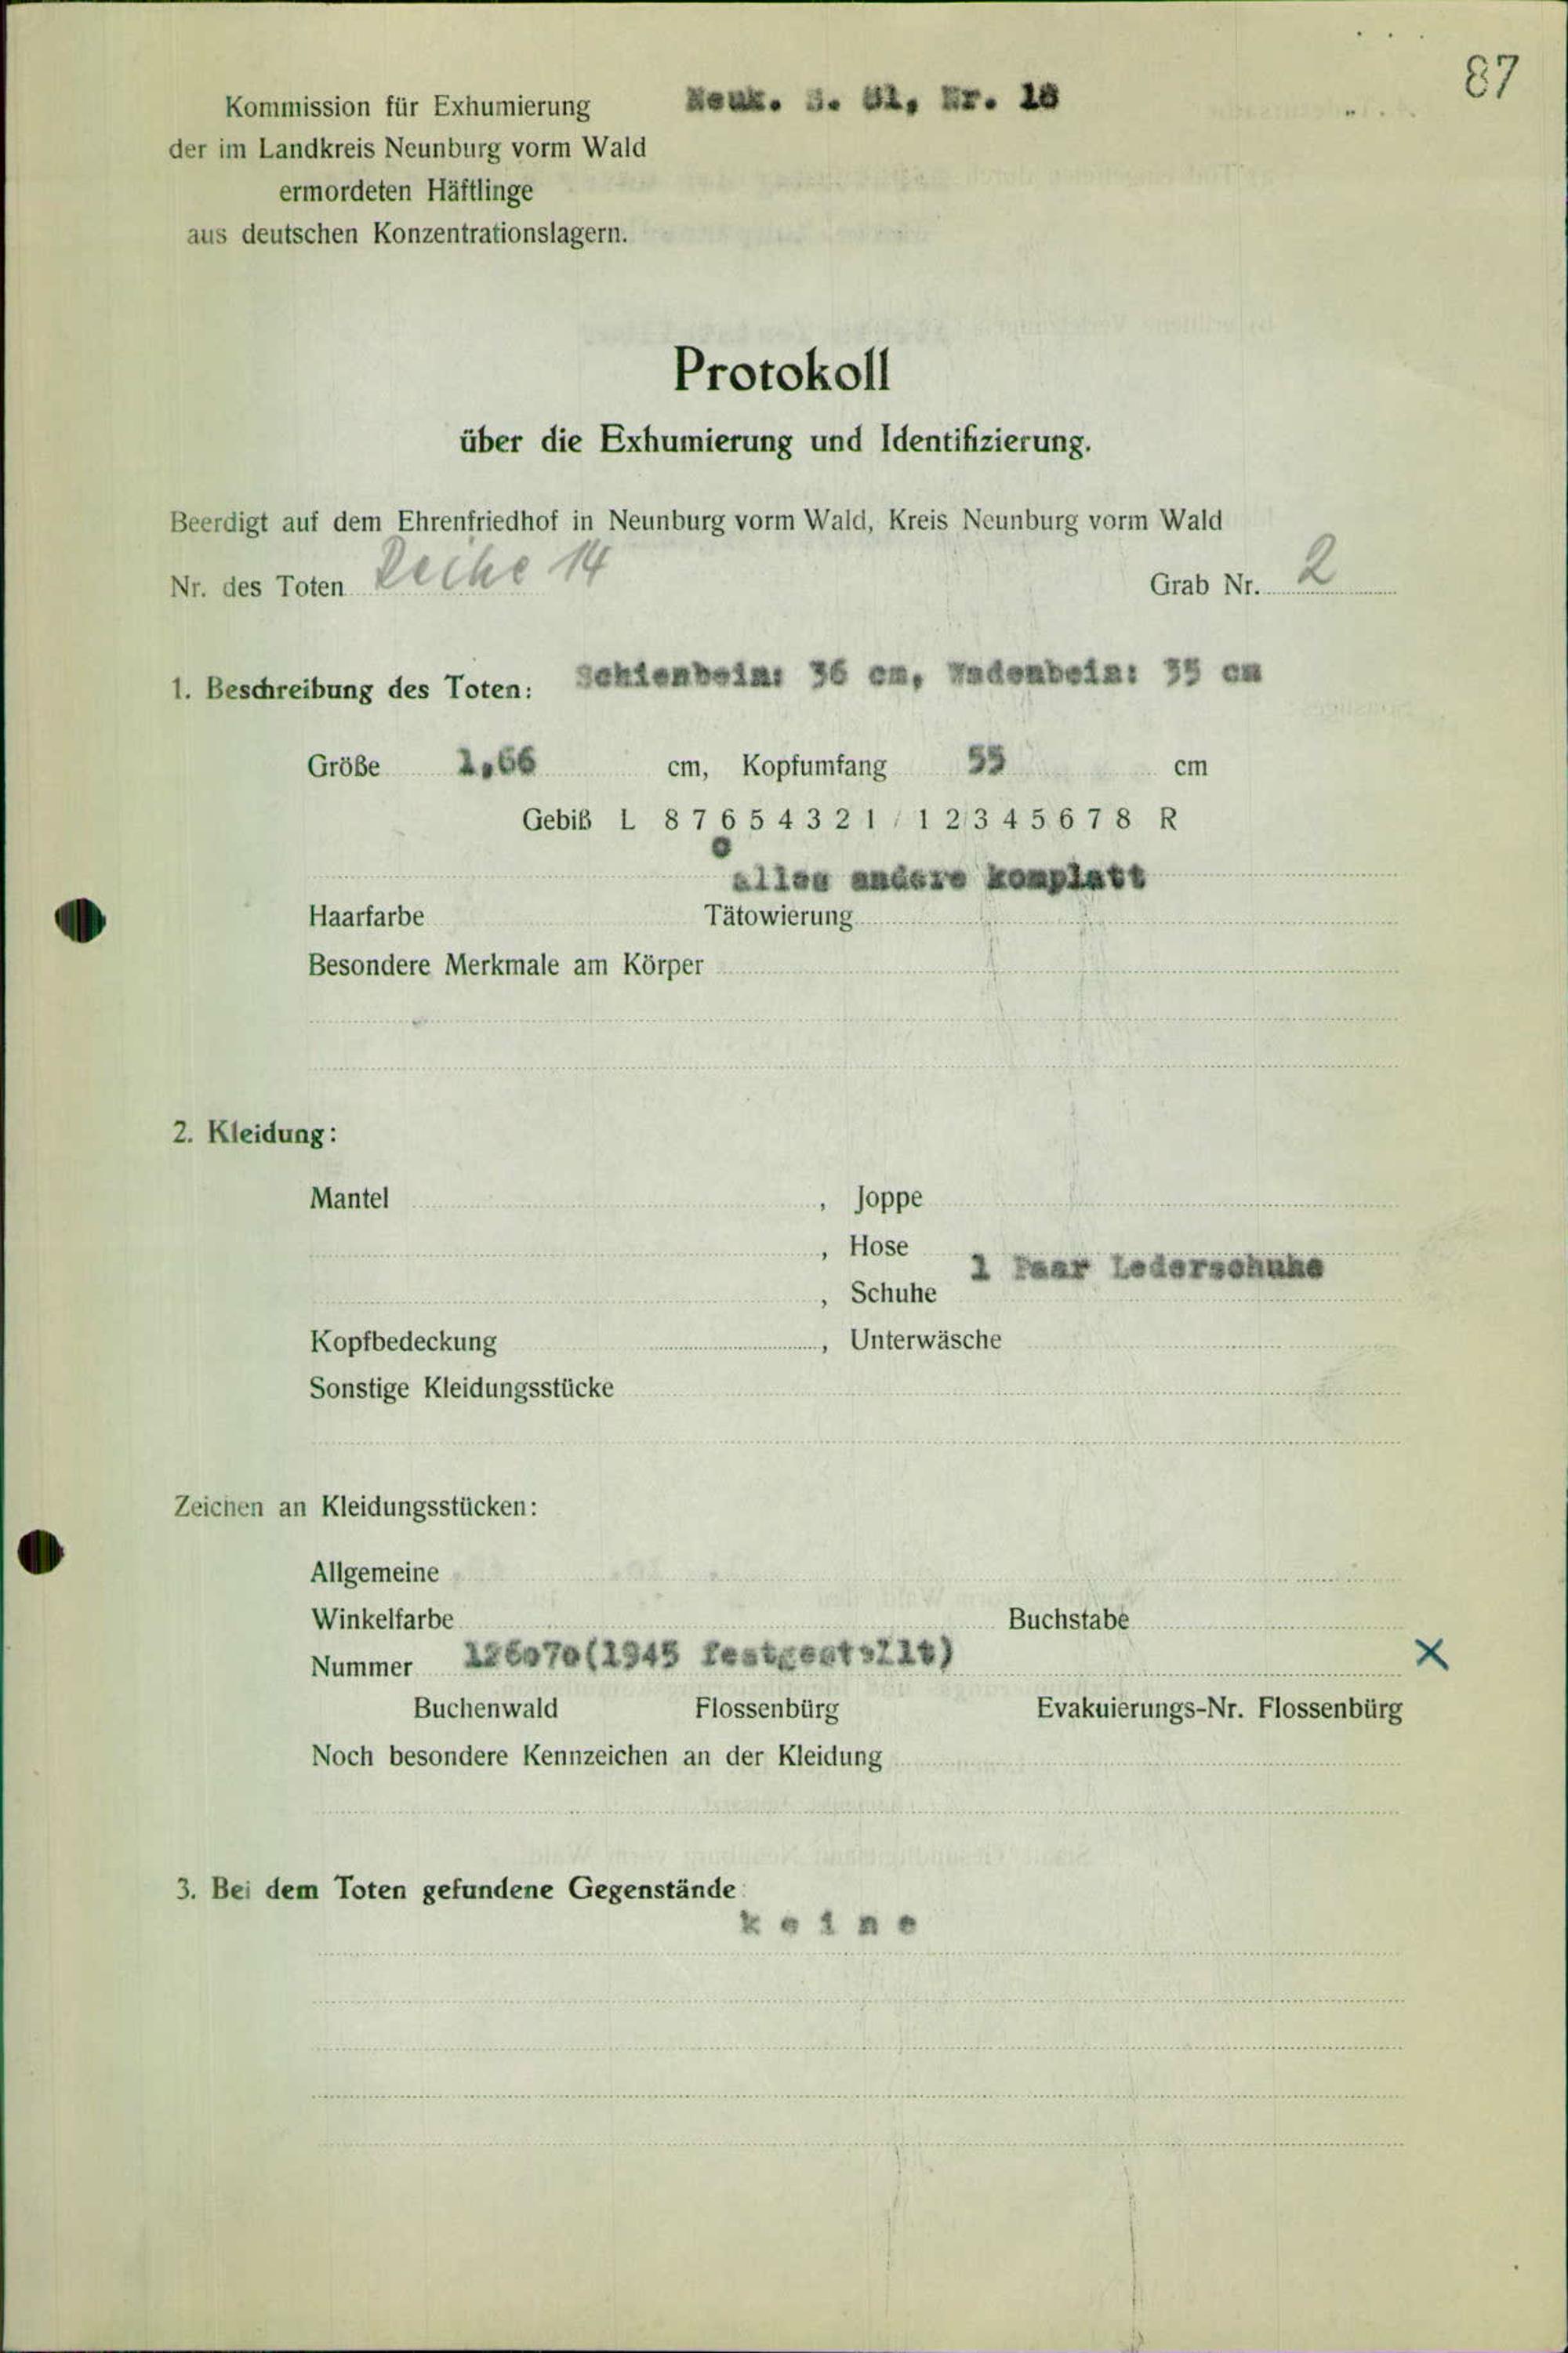 87
Kommission für Exhumierung
der im Landkreis Neunburg vorm Wald
ermordeten Häftlinge
aus deutschen Konzentrationslagern.
Nr. 18
Protokoll
über die Exhumierung und Identifizierung.
Beerdigt auf dem Ehrenfriedhof in Neunburg vorm Wald, Kreis Neunburg vorm Wald
Nr. des Toten Reihe 14 Grab Nr. 2
1. Beschreibung des Toten: Schienbein: 36 cm, Wadenbein: 35 cm
Größe 1,66 cm, Kopfumfang 55 cm
Gebiß L 8 7 6 5 4 3 2 1 / 1 2 3 4 5 6 7 8 R
o
alles andere komplett
Haarfarbe Tätowierung
Besondere Merkmale am Körper
2. Kleidung:
Mantel , Joppe
, Hose
1 Paar Lederschuhe
, Schuhe
Kopfbedeckung , Unterwäsche
Sonstige Kleidungsstücke
Zeichen an Kleidungsstücken:
Allgemeine
Winkelfarbe Buchstabe
Nummer (1945 festgestellt) X
Buchenwald Flossenbürg Evakuierungs-Nr. Flossenbürg
Noch besondere Kennzeichen an der Kleidung
3. Bei dem Toten gefundene Gegenstände:
k e i n e